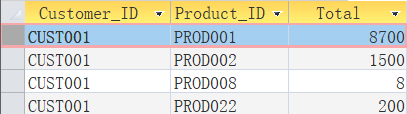 Customer_ID Product_ID Total
CUST001 PROD001 8700
CUST001 PROD002 1500
CUST001 PROD008 8
CUST001 PROD022 200